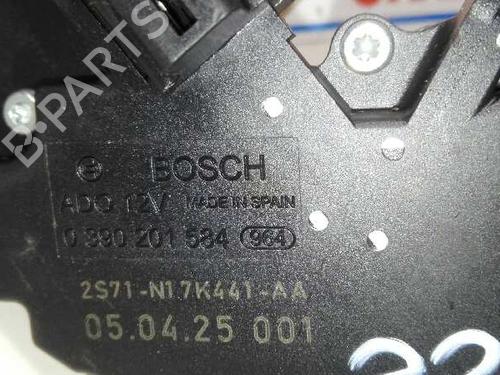 B-PARTS
BOSCH
ADO 12V MADE IN SPAIN
0 390 201 584 964
2S71-N17K441-AA
05.04.25 001